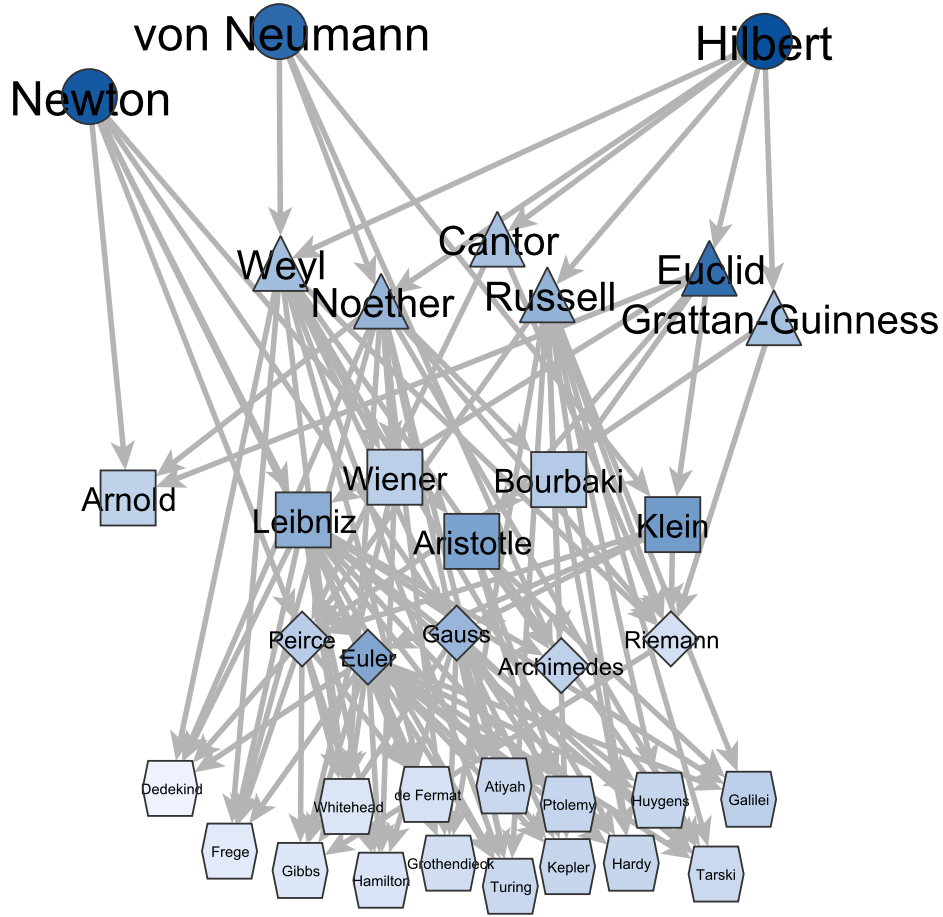 von Neumann
Hilbert
Newton
Cantor
Weyl
Euclid
Noether
Russell
Grattan-Guinness
Wiener
Bourbaki
Arnold
Leibniz
Klein
Aristotle
Peirce
Gauss
Riemann
Euler
Archimedes
Dedekind
Atiyah
de Fermat
Galilei
Huygens
Ptolemy
Whitehead
Frege
Grothendieck
Hardy
Kepler
Gibbs
Tarski
Hamilton
Turing